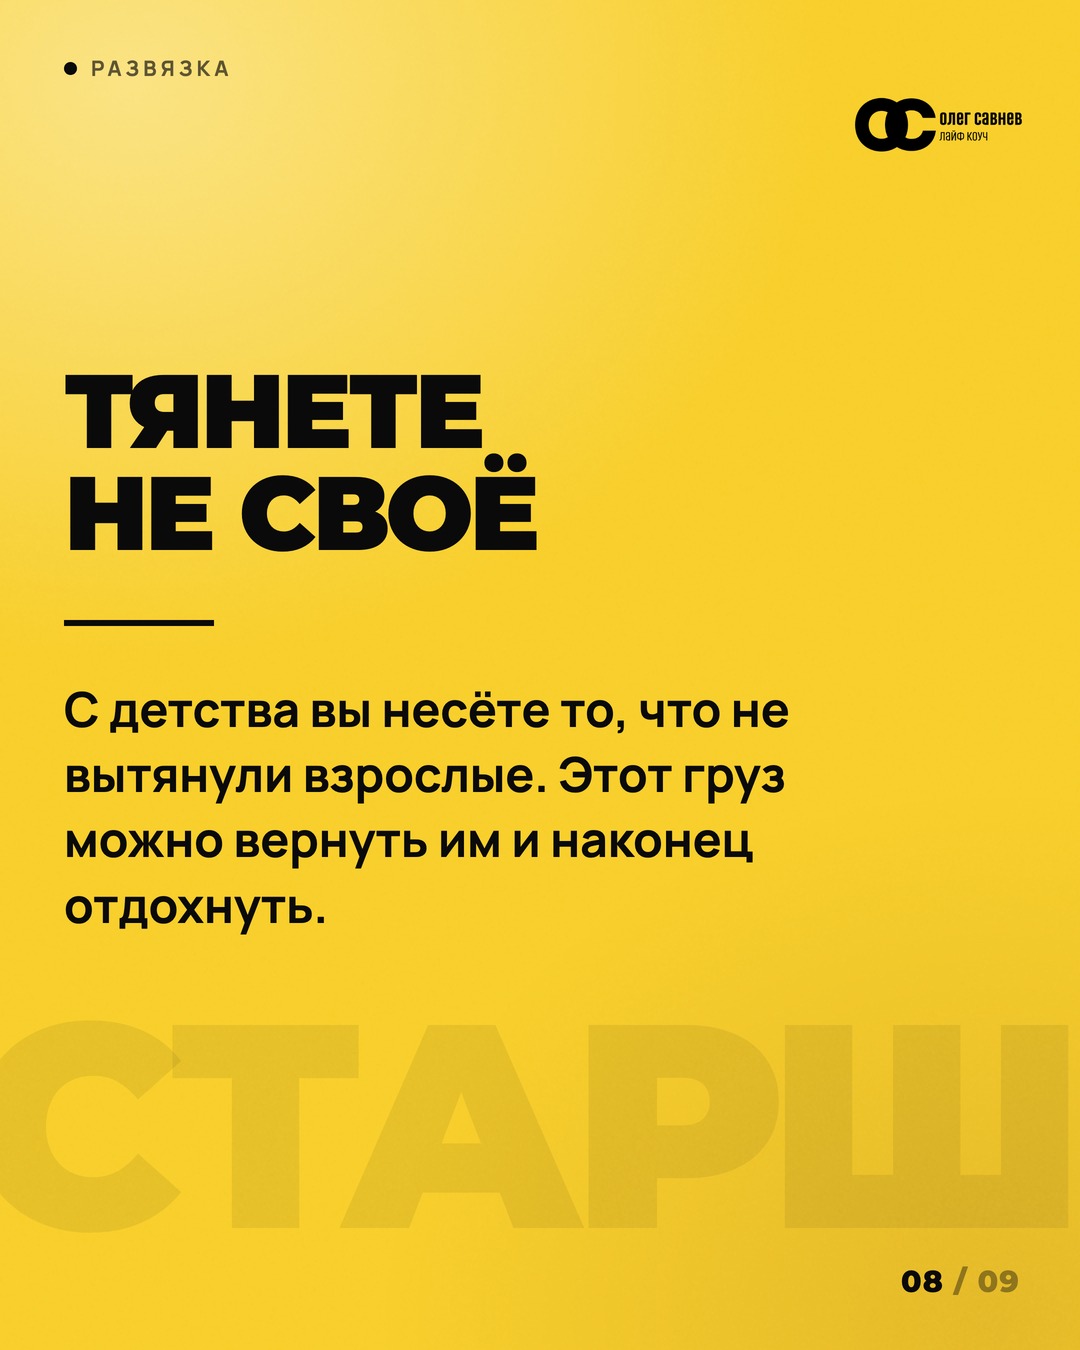 РАЗВЯЗКА
ОС
олег савнев
лайф коуч
ТЯНЕТЕ
НЕ СВОЁ
С детства вы несёте то, что не
вытянули взрослые. Этот груз
можно вернуть им и наконец
отдохнуть.
СТАРШ
08 / 09